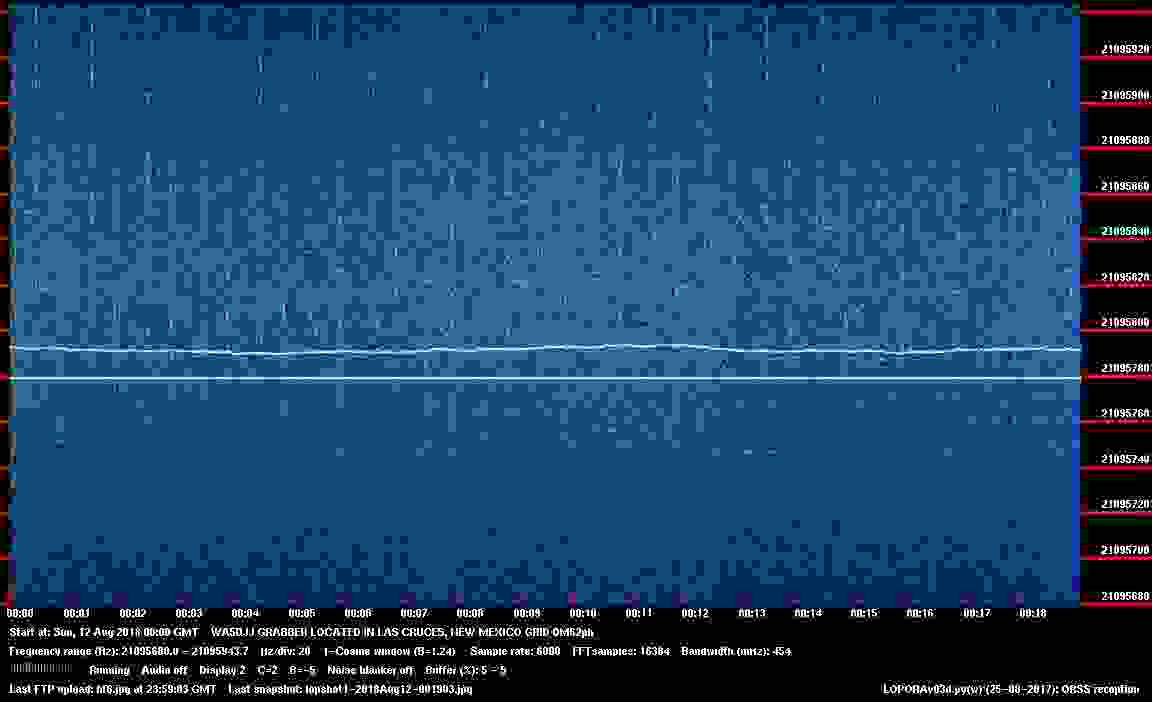 21095920
21095900
21095880
21095860
21095840
21095820
21095800
21095780
21095760
21095740
21095720
21095700
21095680
00:00 00:01 00:02 00:03 00:04 00:05 00:06 00:07 00:08 00:09 00:10 00:11 00:12 00:13 00:14 00:15 00:16 00:17 00:18
Start at: Sun, 12 Aug 2018 00:00 GMT GRABBER LOCATED IN LAS CRUCES, NEW MEXICO GRID DM62ph
Frequency range (Hz): 21095680.0 - 21095943.7 Hz/div: 20 1-Cosine window (B=1.24) Sample rate: 6000 FFTsamples: 16384 Bandwidth (mHz): 454
Running Audio off Display 2 C=2 B=-5 Noise blanker off Buffer (%): 5 - 5
Last FTP upload: hf6.jpg at 23:59:03 GMT Last snapshot: lopshot1-2018Aug12-001903.jpg
(25-08-2017): QRSS reception